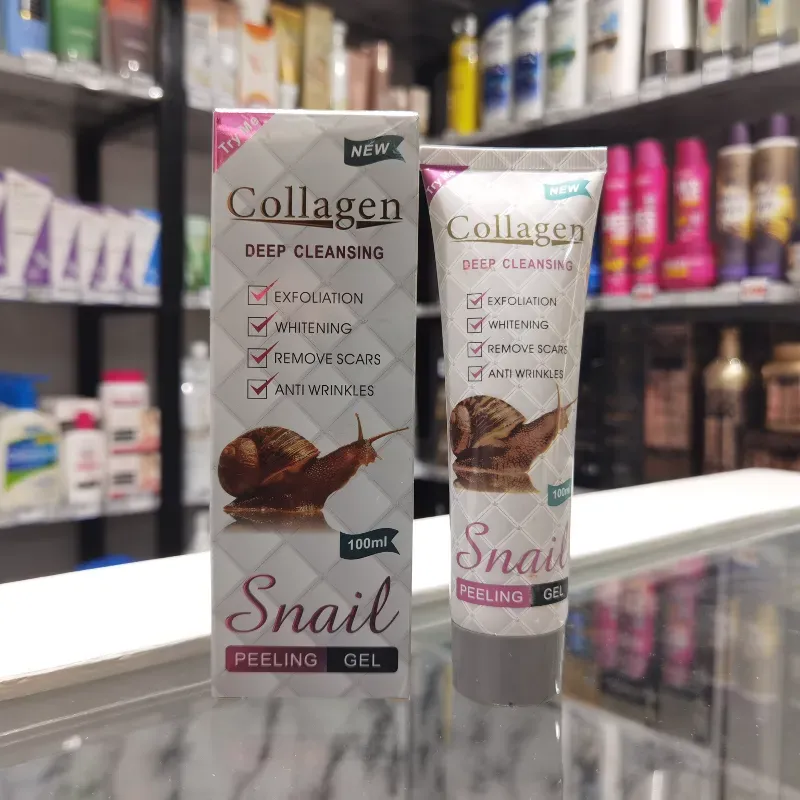 Try Me
NEW
Collagen
DEEP CLEANSING
EXFOLIATION
WHITENING
REMOVE SCARS
ANTI WRINKLES
100ml
Snail
PEELING GEL
NEW
Collagen
DEEP CLEANSING
EXFOLIATION
WHITENING
REMOVE SCARS
ANTI WRINKLES
100ml
Snail
PEELING GEL